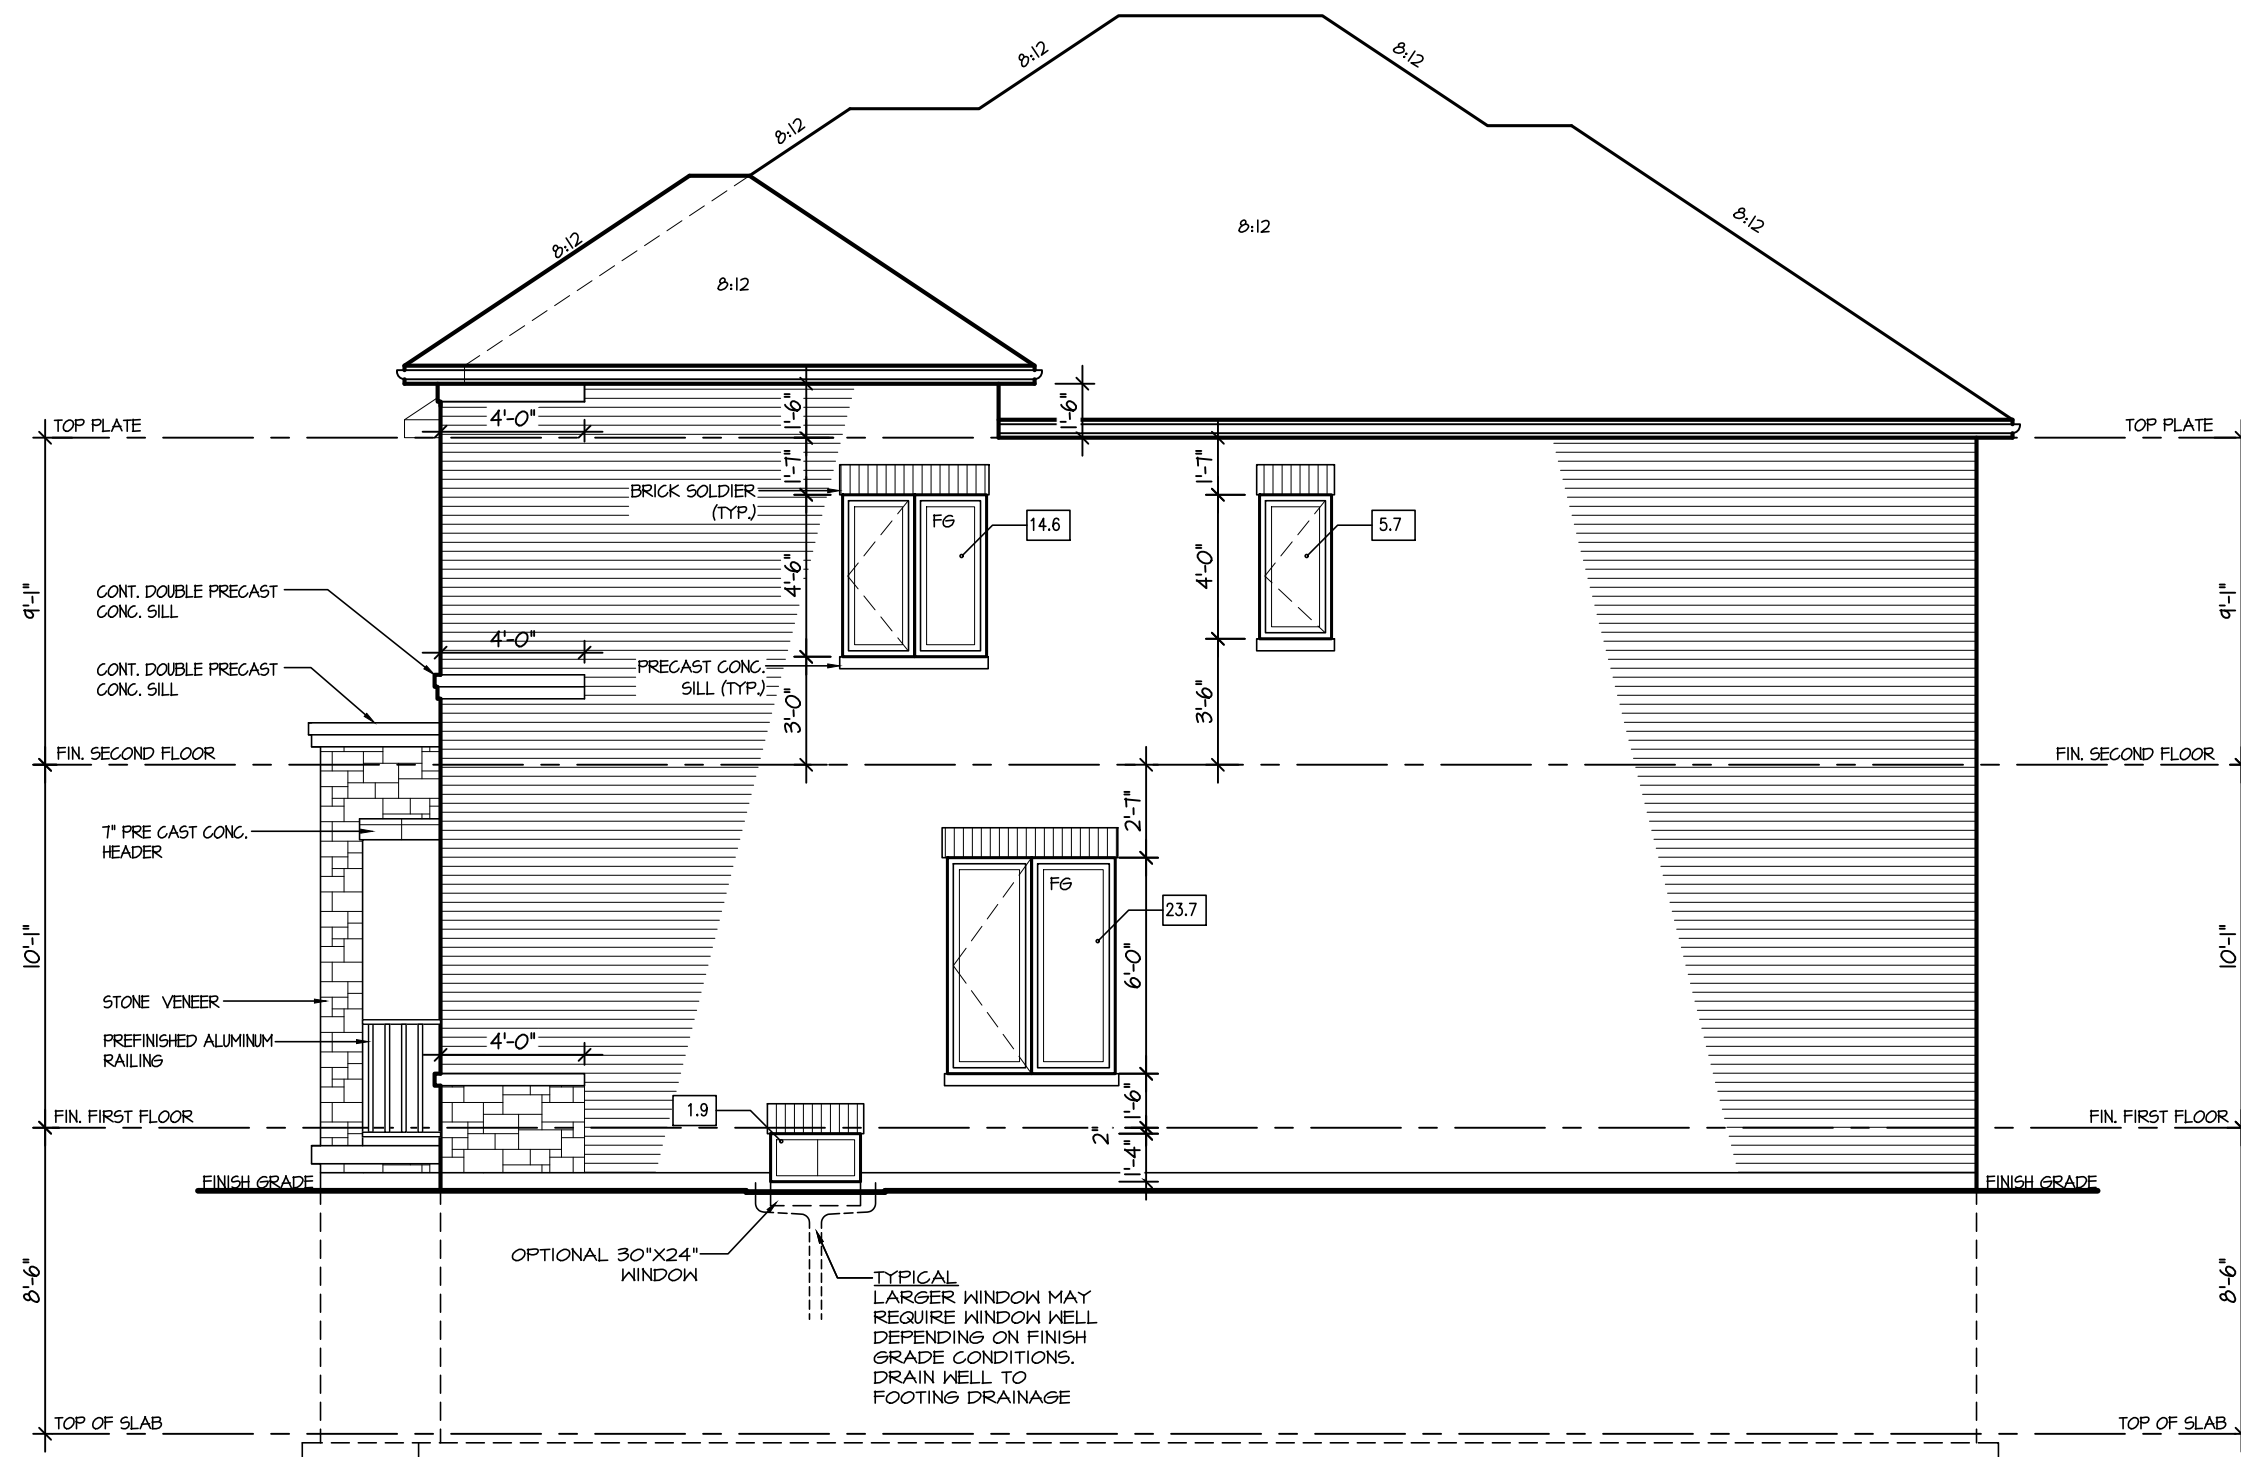 8:12
8:12
8:12
8:12
8:12
8:12
8:12
TOP PLATE
4'-0"
1'-6"
1'-6"
TOP PLATE
1'-7"
1'-7"
BRICK SOLDIER
(TYP.)
FG
14.6
5.7
4'-6"
4'-0"
9'-1"
CONT. DOUBLE PRECAST
CONC. SILL
9'-1"
4'-0"
CONT. DOUBLE PRECAST
CONC. SILL
PRECAST CONC.
SILL (TYP.)
3'-0"
3'-6"
FIN. SECOND FLOOR
FIN. SECOND FLOOR
2'-7"
7" PRE CAST CONC.
HEADER
FG
23.7
10'-1"
6'-0"
10'-1"
STONE VENEER
PREFINISHED ALUMINUM
RAILING
4'-0"
1.9
1'-6"
FIN. FIRST FLOOR
FIN. FIRST FLOOR
2"
1'-4"
FINISH GRADE
FINISH GRADE
8'-6"
OPTIONAL 30"X24"
WINDOW
8'-6"
TYPICAL
LARGER WINDOW MAY
REQUIRE WINDOW WELL
DEPENDING ON FINISH
GRADE CONDITIONS.
DRAIN WELL TO
FOOTING DRAINAGE
TOP OF SLAB
TOP OF SLAB